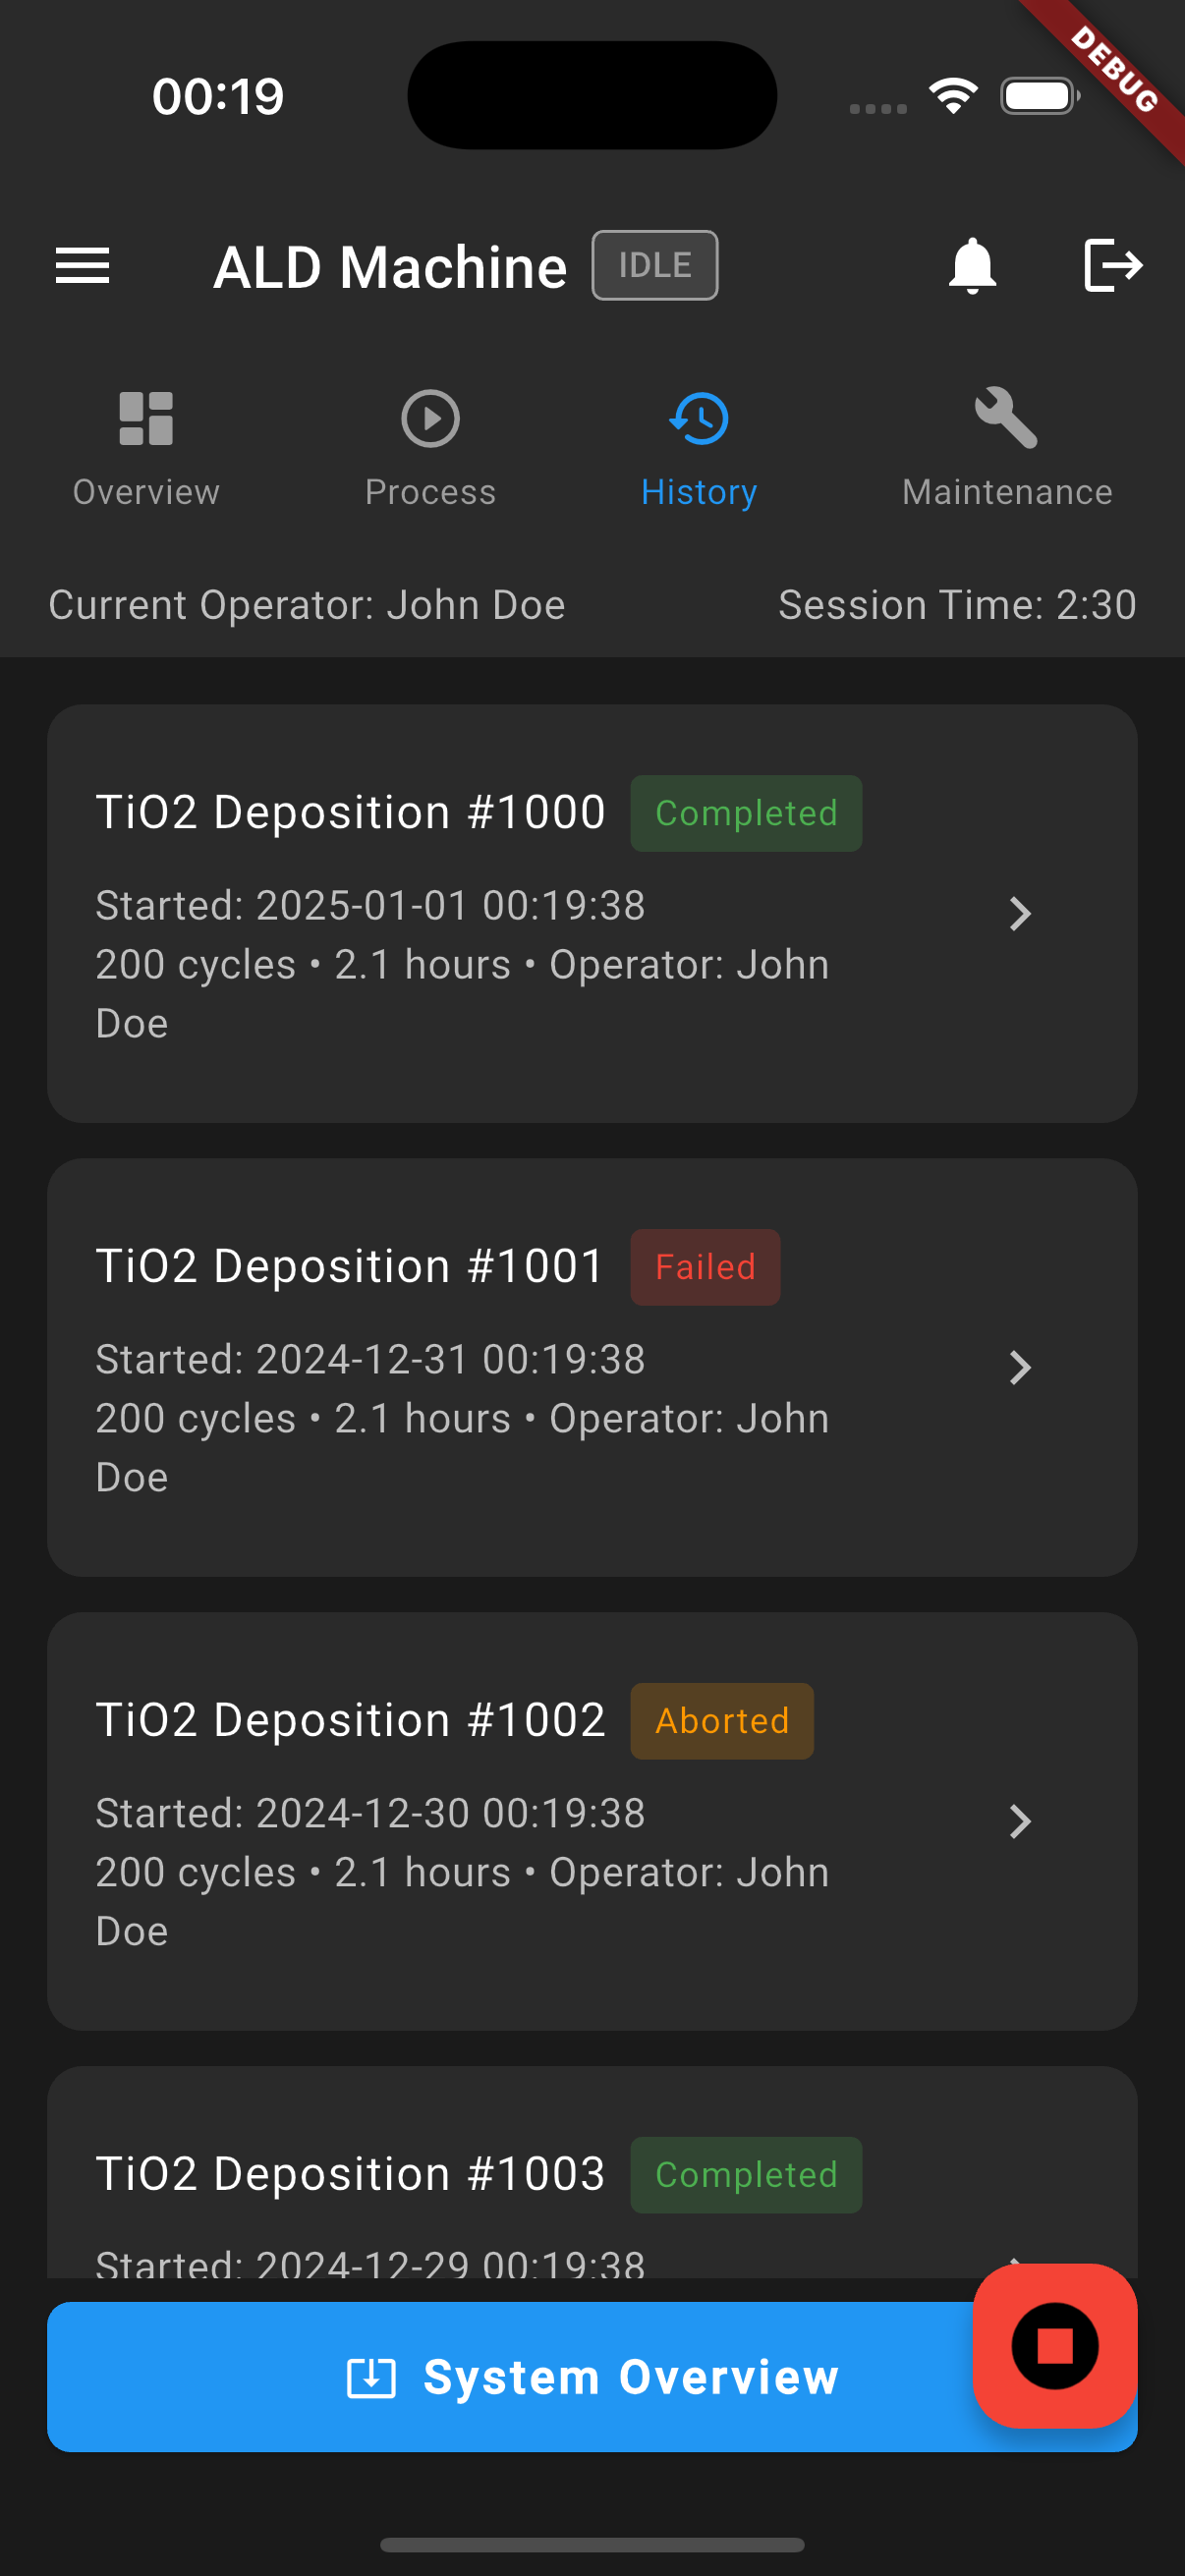 00:19
DEBUG
ALD Machine
IDLE
Overview
Process
History
Maintenance
Current Operator: John Doe
Session Time: 2:30
TiO2 Deposition #1000
Completed
Started: 2025-01-01 00:19:38
200 cycles • 2.1 hours • Operator: John
Doe
TiO2 Deposition #1001
Failed
Started: 2024-12-31 00:19:38
200 cycles • 2.1 hours • Operator: John
Doe
TiO2 Deposition #1002
Aborted
Started: 2024-12-30 00:19:38
200 cycles • 2.1 hours • Operator: John
Doe
TiO2 Deposition #1003
Completed
Started: 2024-12-29 00:19:38
System Overview